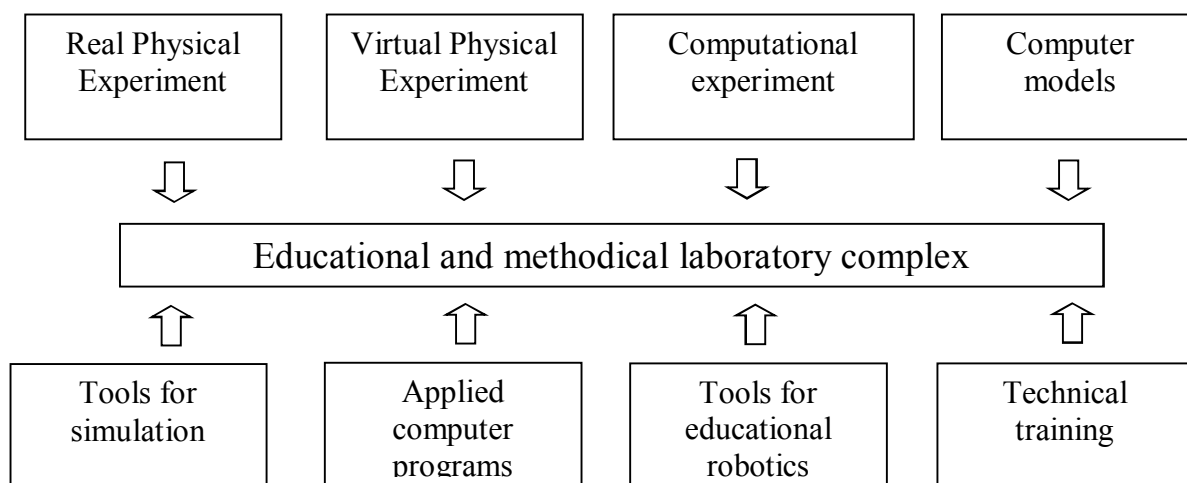 Real Physical
Experiment
Virtual Physical
Experiment
Computational
experiment
Computer
models
Educational and methodical laboratory complex
Tools for
simulation
Applied
computer
programs
Tools for
educational
robotics
Technical
training